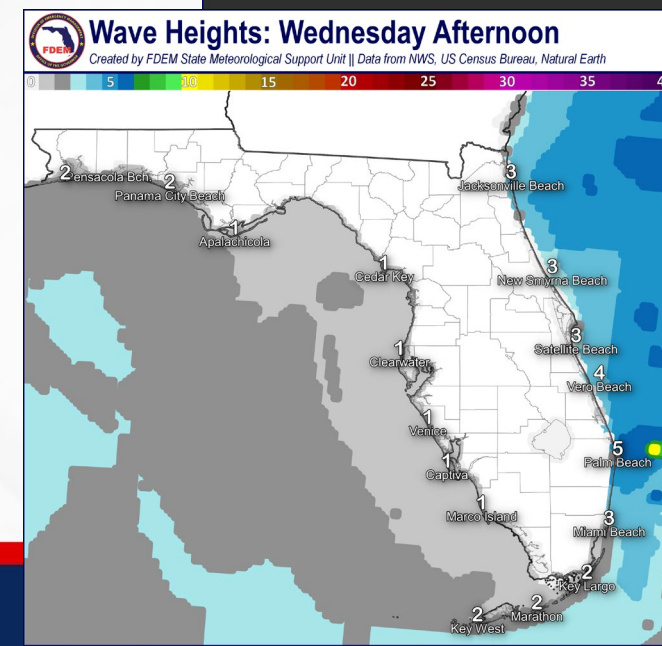 Wave Heights: Wednesday Afternoon
FDEM
Created by FDEM State Meteorological Support Unit || Data from NWS, US Census Bureau, Natural Earth
0 5 10 15 20 25 30 35 4
3
Jacksonville Beach
2
Pensacola Bch.
2
Panama City Beach
1
Apalachicola
1
Cedar Key
3
New Smyrna Beach
3
Satellite Beach
1
Clearwater
4
Vero Beach
1
Venice
5
Palm Beach
1
Captiva
1
Marco Island
3
Miami Beach
2
Key Largo
2
Marathon
2
Key West